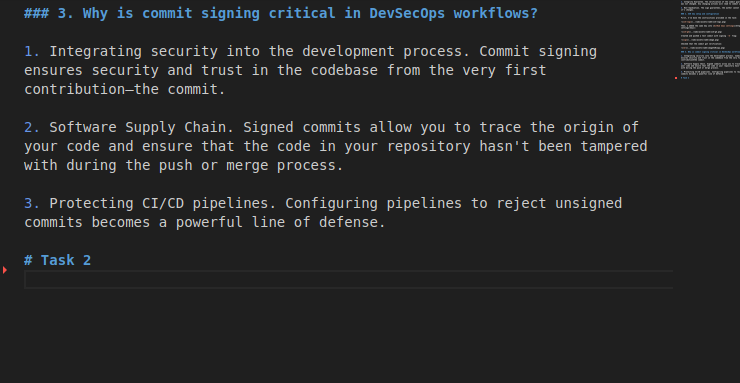 ### 3. Why is commit signing critical in DevSecOps workflows?
1. Integrating security into the development process. Commit signing
ensures security and trust in the codebase from the very first
contribution—the commit.
2. Software Supply Chain. Signed commits allow you to trace the origin of
your code and ensure that the code in your repository hasn't been tampered
with during the push or merge process.
3. Protecting CI/CD pipelines. Configuring pipelines to reject unsigned
commits becomes a powerful line of defense.
# Task 2